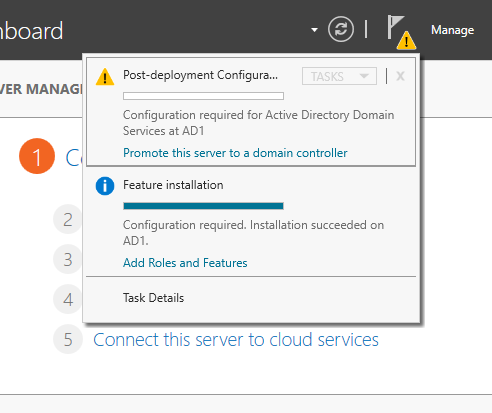 nboard
Manage
Post-deployment Configura...
TASKS
X
Configuration required for Active Directory Domain
Services at AD1
Promote this server to a domain controller
Feature installation
Configuration required. Installation succeeded on
AD1.
Add Roles and Features
Task Details
VER MANAG
1 Co
2
3
4
5 Connect this server to cloud services